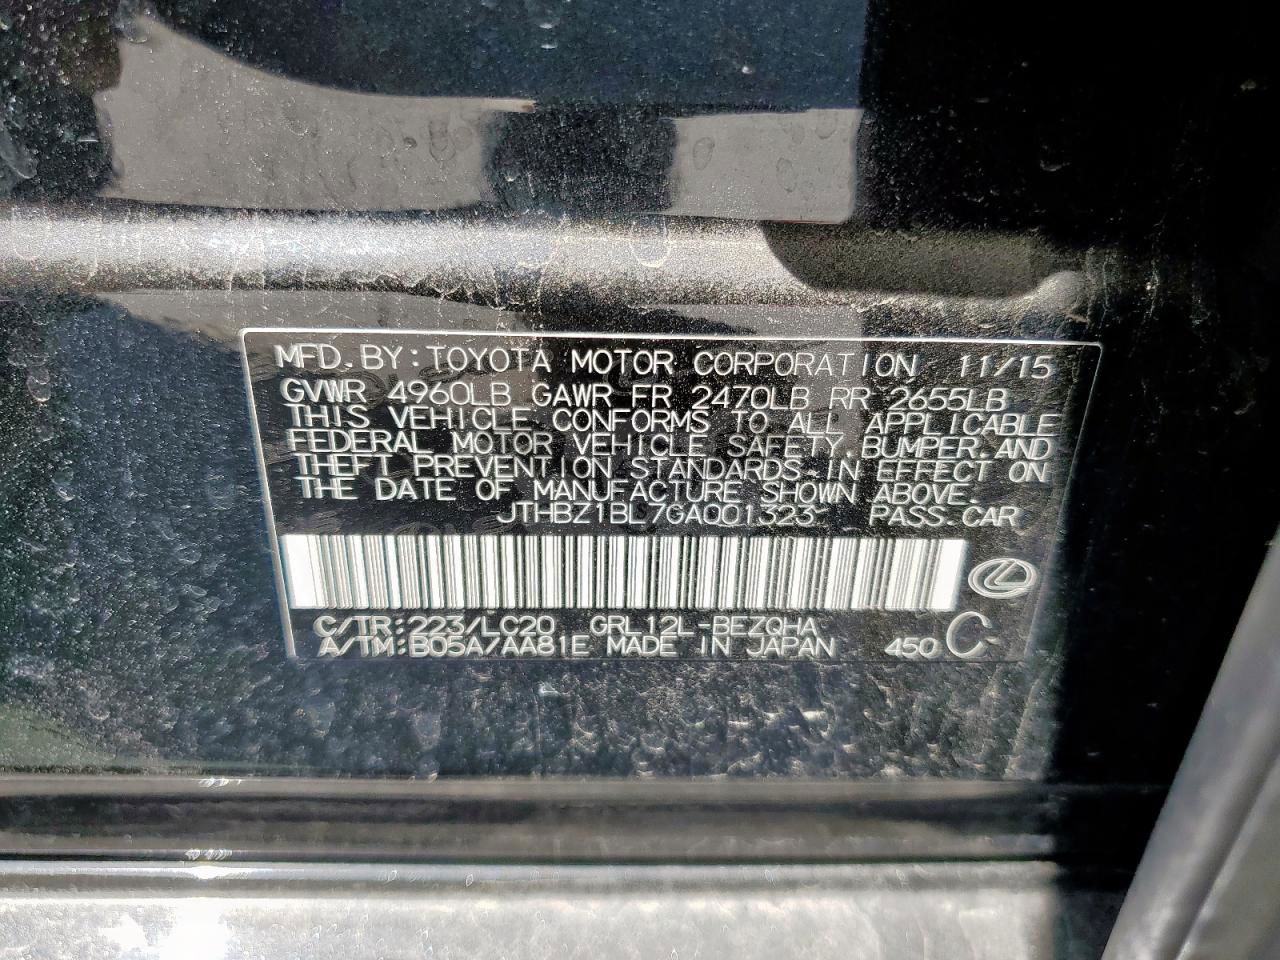 MFD. BY: TOYOTA MOTOR CORPORATION 11/15
GVWR 4960LB GAWR FR 2470LB RR 2655LB
THIS VEHICLE CONFORMS TO ALL APPLICABLE
FEDERAL MOTOR VEHICLE SAFETY, BUMPER, AND
THEFT PREVENTION STANDARDS IN EFFECT ON
THE DATE OF MANUFACTURE SHOWN ABOVE.
JTHBZ1BL7GA001323 PASS. CAR
C/TR: 223/LC20 GRL12L-BEZQHA
A/TM: B05A/AA81E MADE IN JAPAN 450 C-